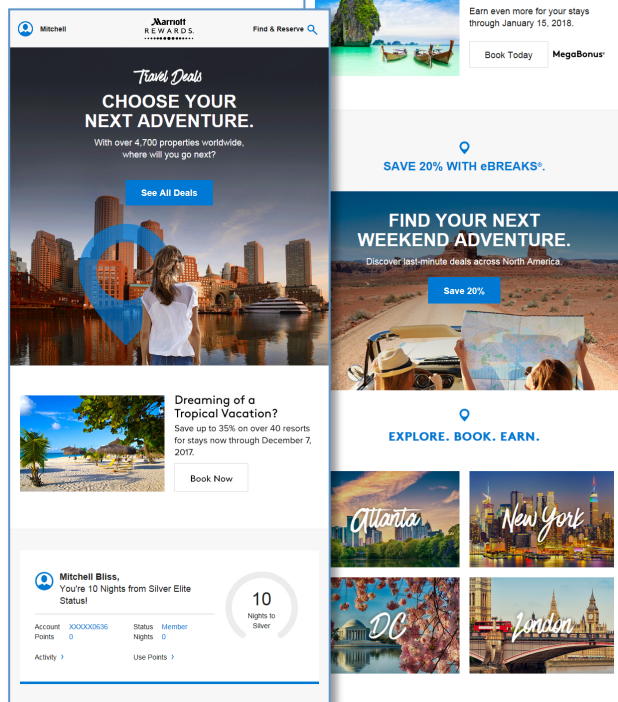 Mitchell
Marriott
REWARDS.
Find & Reserve
Travel Deals
CHOOSE YOUR
NEXT ADVENTURE.
With over 4,700 properties worldwide,
where will you go next?
See All Deals
Dreaming of a
Tropical Vacation?
Save up to 35% on over 40 resorts
for stays now through December 7,
2017.
Book Now
Mitchell Bliss,
You're 10 Nights from Silver Elite
Status!
Account XXXXX0636 Status Member
Points 0 Nights 0
Activity › Use Points ›
10
Nights to
Silver
Earn even more for your stays
through January 15, 2018.
Book Today MegaBonus®
SAVE 20% WITH eBREAKS®.
FIND YOUR NEXT
WEEKEND ADVENTURE.
Discover last-minute deals across North America.
Save 20%
EXPLORE. BOOK. EARN.
Atlanta
New York
DC
London